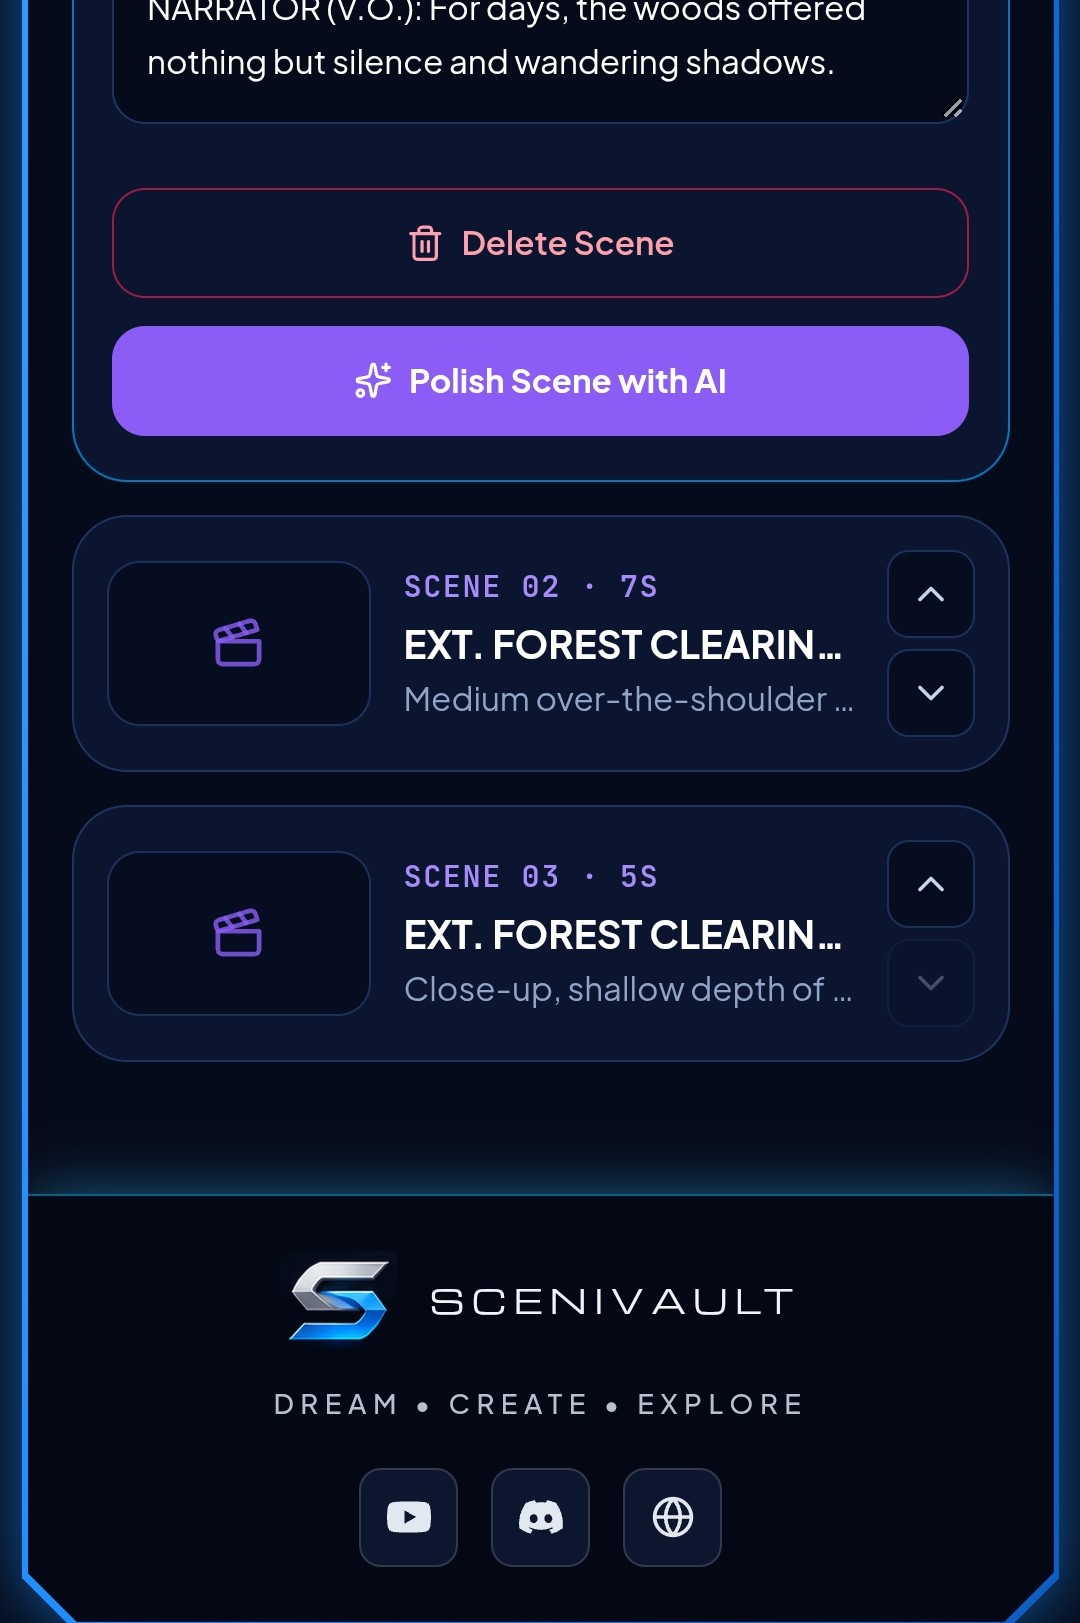 NARRATOR (V.O.): For days, the woods offered
nothing but silence and wandering shadows.
Delete Scene
Polish Scene with AI
SCENE 02 · 7S
EXT. FOREST CLEARIN...
Medium over-the-shoulder ...
SCENE 03 · 5S
EXT. FOREST CLEARIN...
Close-up, shallow depth of ...
SCENIVAULT
DREAM • CREATE • EXPLORE